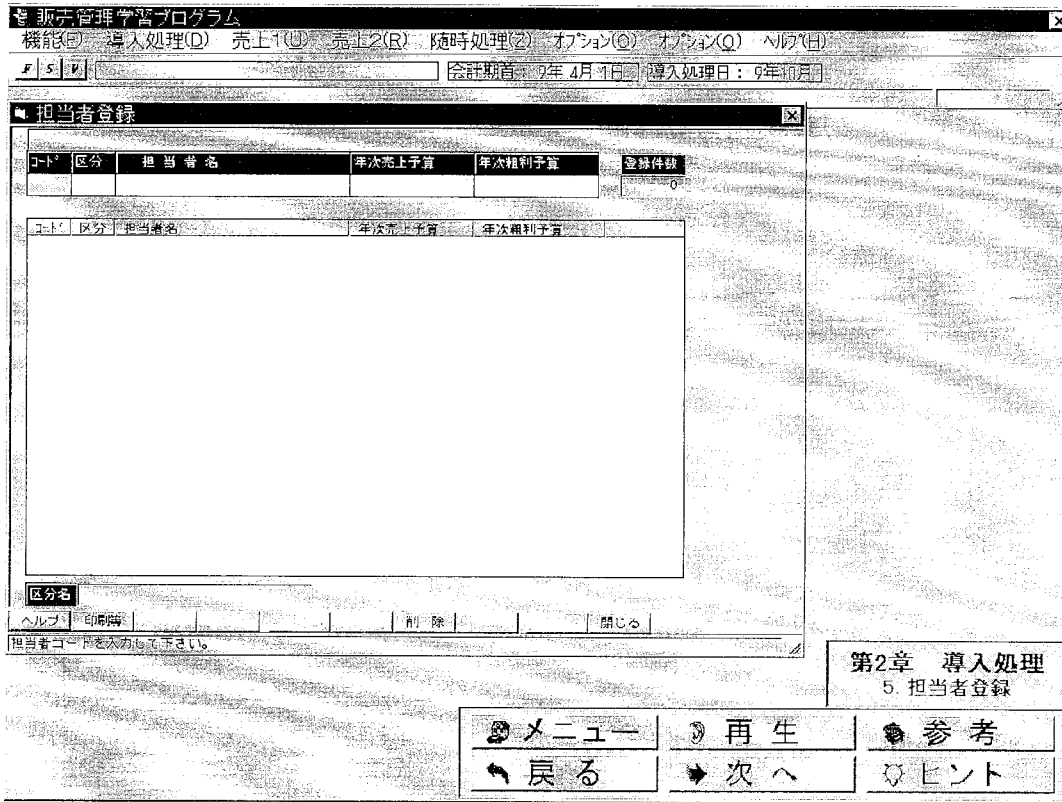 販売管理学習プログラム
機能(F) 導入処理(D) 売上1(U) 売上2(R) 随時処理(Z) オプション(O) オプション(Q) ヘルプ(H)
F S V 会計期首： 9年 4月 1日 導入処理日： 9年10月
担当者登録
コード 区分 担 当 者 名 年次売上予算 年次粗利予算 登録件数
0
コード 区分 担当者名 年次売上予算 年次粗利予算
区分名
ヘルプ 印刷等 削 除 閉じる
担当者コードを入力して下さい。
第2章 導入処理
5. 担当者登録
メニュー 再 生 参 考
戻 る 次 へ ヒント